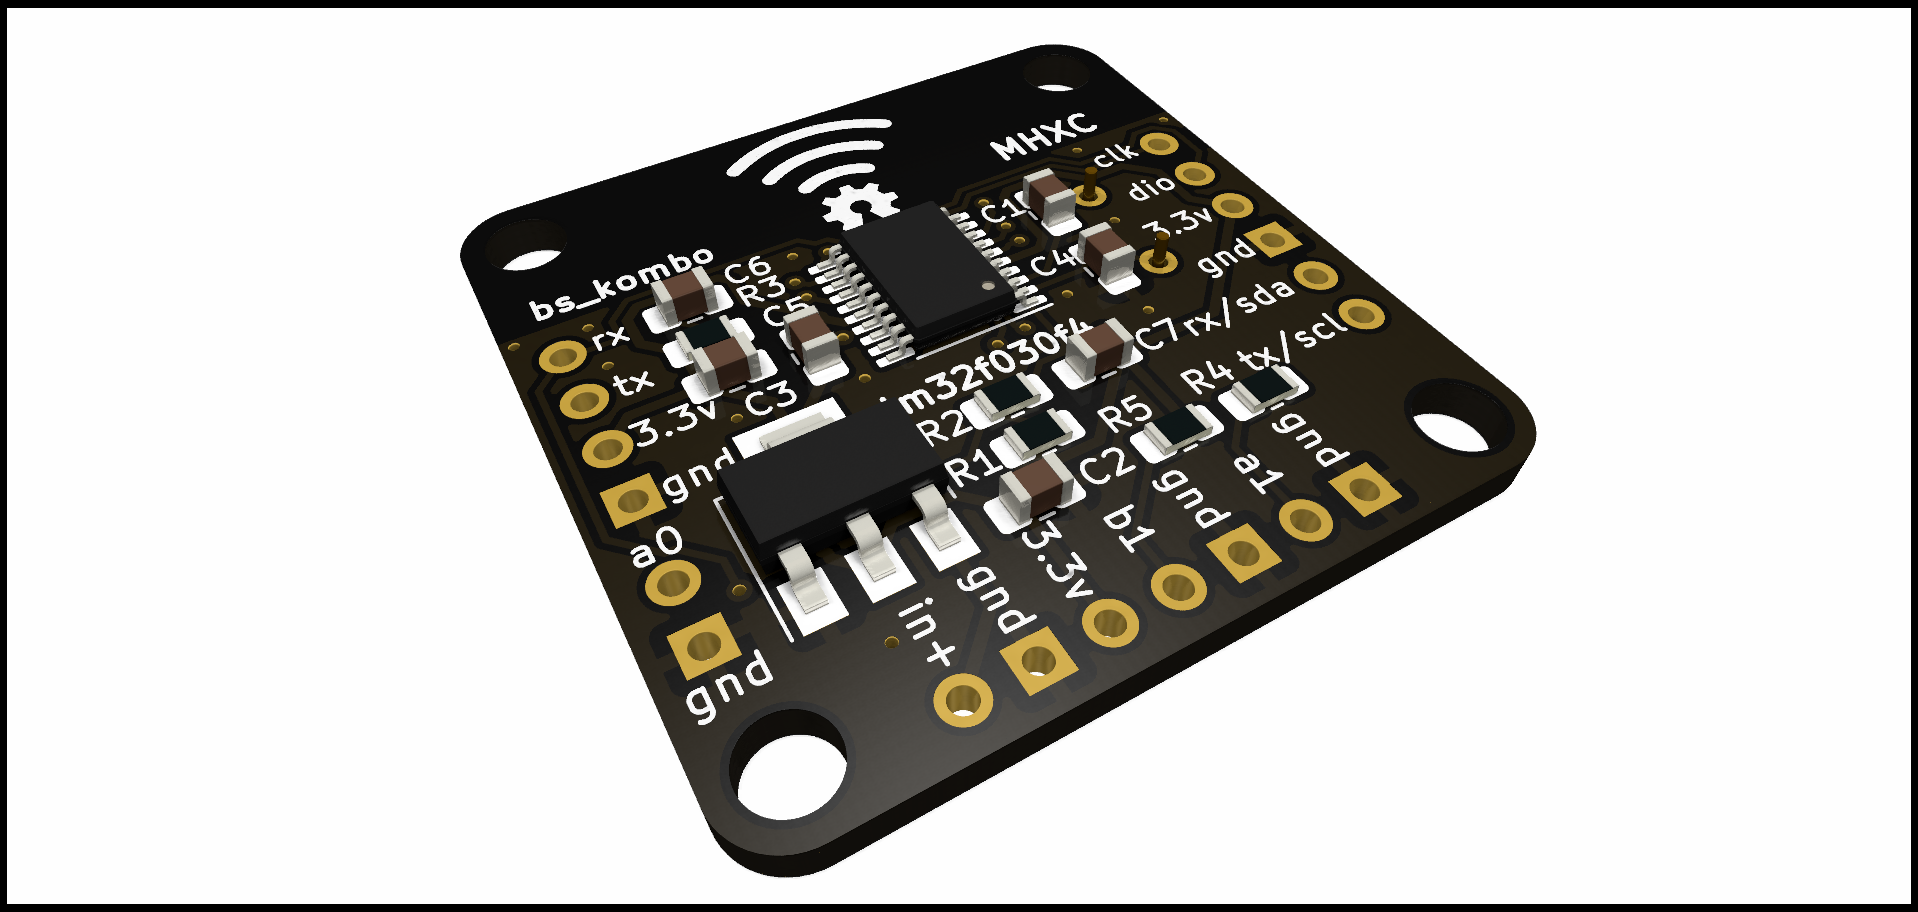 MHXC
clk
dio
3.3v
gnd
rx/sda
tx/scl
bs_kombo
rx
tx
3.3v
gnd
a0
gnd
C6
R3
C5
C3
C4
C7
m32f030f4
R2
R1
C2
R5
R4
in+
gnd
3.3v
b1
gnd
a1
gnd